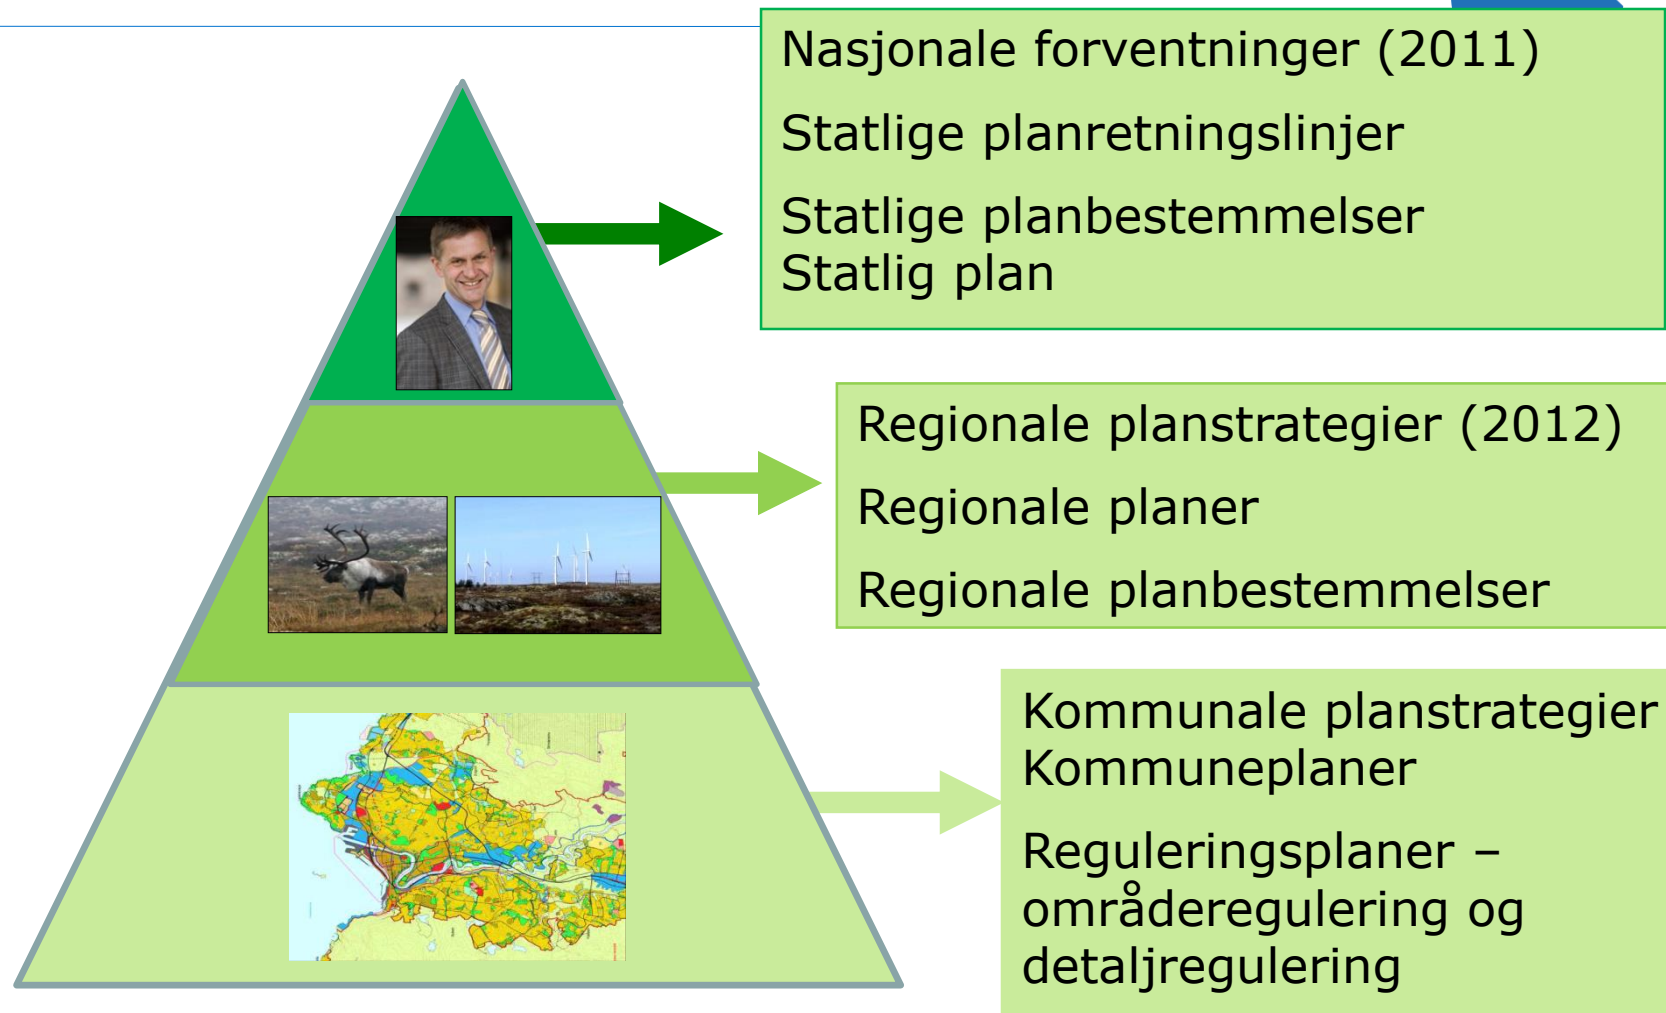 Nasjonale forventninger (2011)
Statlige planretningslinjer
Statlige planbestemmelser
Statlig plan
Regionale planstrategier (2012)
Regionale planer
Regionale planbestemmelser
Kommunale planstrategier
Kommuneplaner
Reguleringsplaner –
områderegulering og
detaljregulering